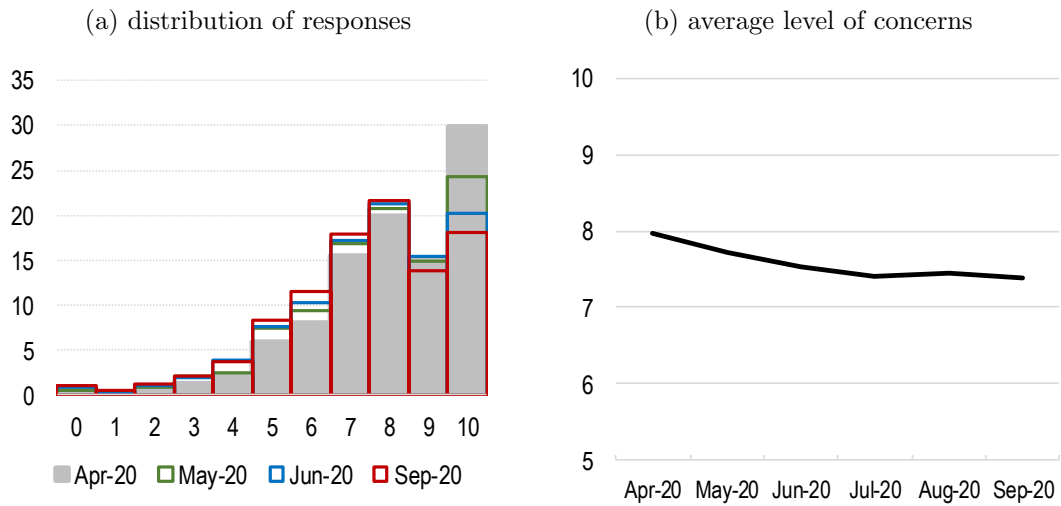 (a) distribution of responses
35
30
25
20
15
10
5
0
0 1 2 3 4 5 6 7 8 9 10
Apr-20 May-20 Jun-20 Sep-20
(b) average level of concerns
10
9
8
7
6
5
Apr-20 May-20 Jun-20 Jul-20 Aug-20 Sep-20